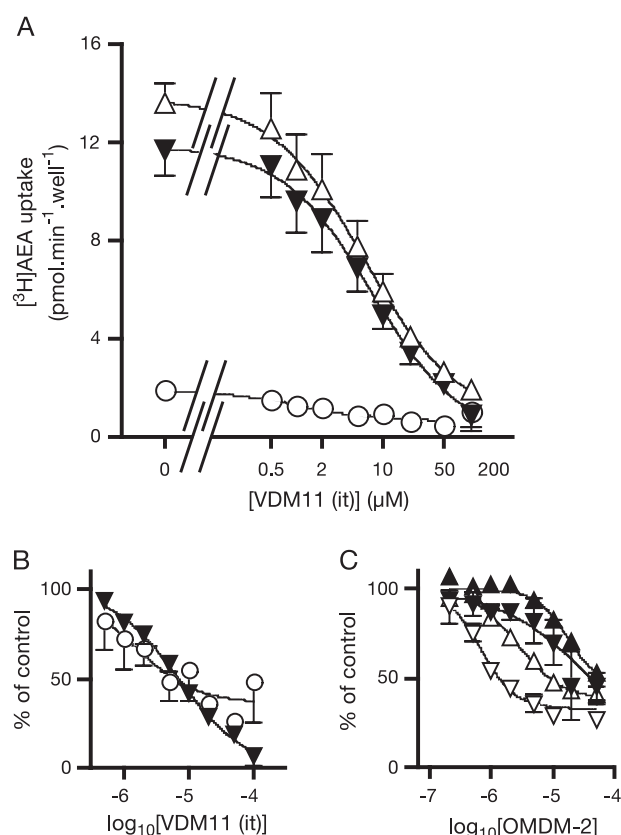 A
16
12
8
4
0
[³H]AEA uptake
(pmol.min⁻¹.well⁻¹)
0 0.5 2 10 50 200
[VDM11 (it)] (µM)
B
100
50
0
% of control
-6 -5 -4
log₁₀[VDM11 (it)]
C
100
50
0
% of control
-7 -6 -5 -4
log₁₀[OMDM-2]